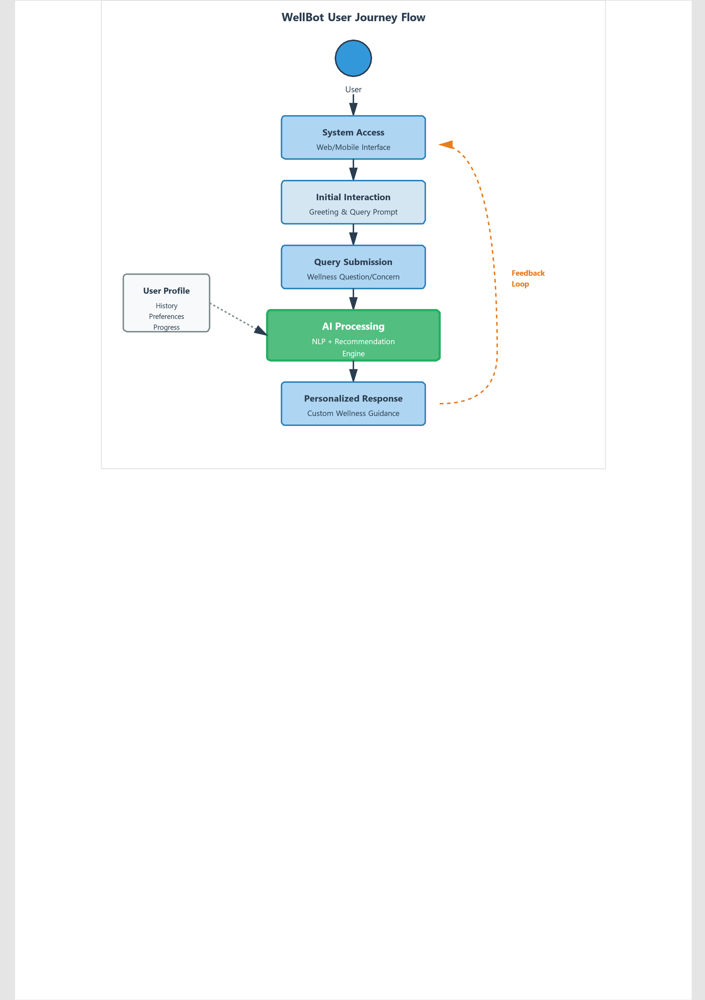 WellBot User Journey Flow
User
System Access
Web/Mobile Interface
Initial Interaction
Greeting & Query Prompt
Query Submission
Wellness Question/Concern
Feedback
Loop
User Profile
History
Preferences
Progress
AI Processing
NLP + Recommendation
Engine
Personalized Response
Custom Wellness Guidance